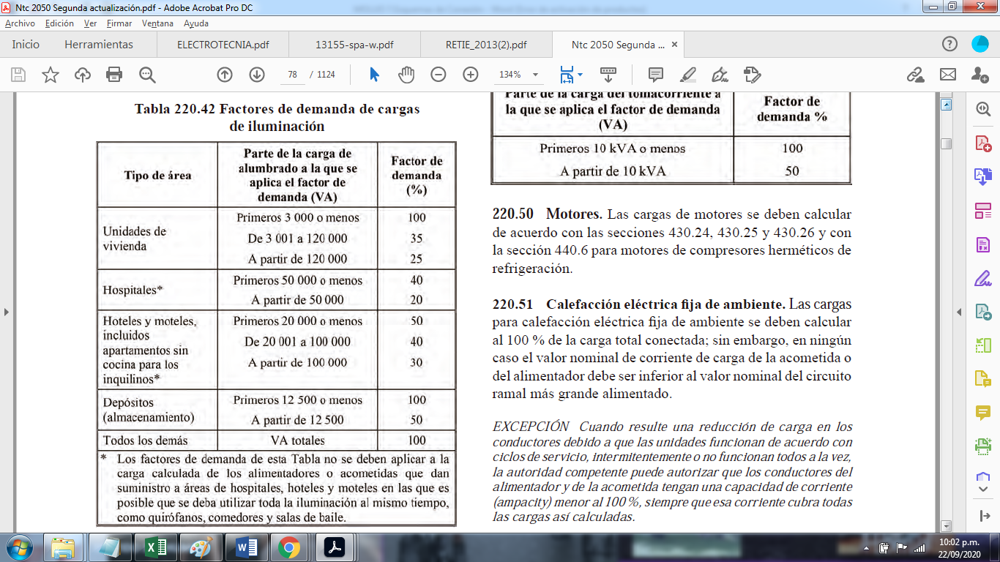 Ntc 2050 Segunda actualización.pdf - Adobe Acrobat Pro DC
Archivo Edición Ver Firmar Ventana Ayuda
Inicio Herramientas ELECTROTECNIA.pdf 13155-spa-w.pdf RETIE_2013(2).pdf Ntc 2050 Segunda ... ×
78 / 1124 134%
Tabla 220.42 Factores de demanda de cargas
de iluminación
Tipo de área
Parte de la carga de
alumbrado a la que se
aplica el factor de
demanda (VA)
Factor de
demanda
(%)
Unidades de
vivienda
Primeros 3 000 o menos 100
De 3 001 a 120 000 35
A partir de 120 000 25
Hospitales*
Primeros 50 000 o menos 40
A partir de 50 000 20
Hoteles y moteles,
incluidos
apartamentos sin
cocina para los
inquilinos*
Primeros 20 000 o menos 50
De 20 001 a 100 000 40
A partir de 100 000 30
Depósitos
(almacenamiento)
Primeros 12 500 o menos 100
A partir de 12 500 50
Todos los demás VA totales 100
* Los factores de demanda de esta Tabla no se deben aplicar a la
carga calculada de los alimentadores o acometidas que dan
suministro a áreas de hospitales, hoteles y moteles en las que es
posible que se deba utilizar toda la iluminación al mismo tiempo,
como quirófanos, comedores y salas de baile.
Parte de la carga del tomacorriente a
la que se aplica el factor de demanda
(VA)
Factor de
demanda %
Primeros 10 kVA o menos 100
A partir de 10 kVA 50
220.50 Motores. Las cargas de motores se deben calcular
de acuerdo con las secciones 430.24, 430.25 y 430.26 y con
la sección 440.6 para motores de compresores herméticos de
refrigeración.
220.51 Calefacción eléctrica fija de ambiente. Las cargas
para calefacción eléctrica fija de ambiente se deben calcular
al 100 % de la carga total conectada; sin embargo, en ningún
caso el valor nominal de corriente de carga de la acometida o
del alimentador debe ser inferior al valor nominal del circuito
ramal más grande alimentado.
EXCEPCIÓN Cuando resulte una reducción de carga en los
conductores debido a que las unidades funcionan de acuerdo con
ciclos de servicio, intermitentemente o no funcionan todos a la vez,
la autoridad competente puede autorizar que los conductores del
alimentador y de la acometida tengan una capacidad de corriente
(ampacity) menor al 100 %, siempre que esa corriente cubra todas
las cargas así calculadas.
10:02 p.m.
22/09/2020